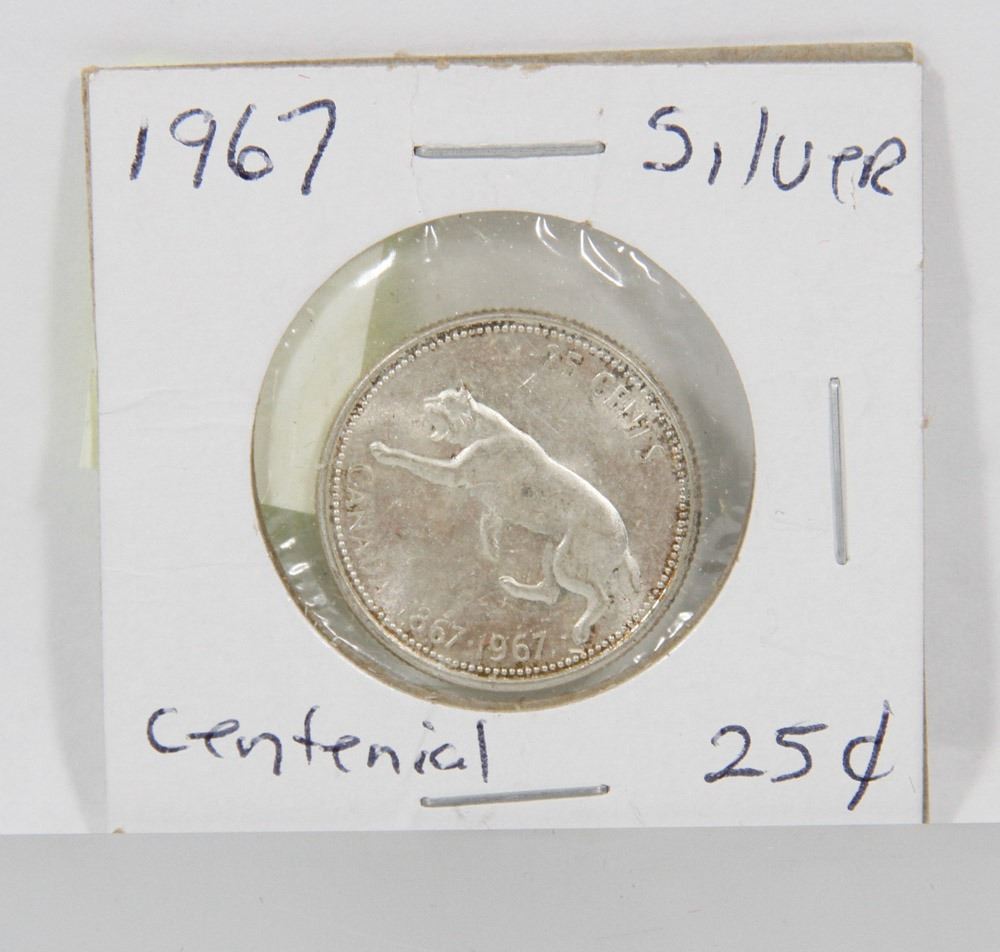 1967 Silver
25 CENTS
CANADA 1867-1967
Centenial 25¢